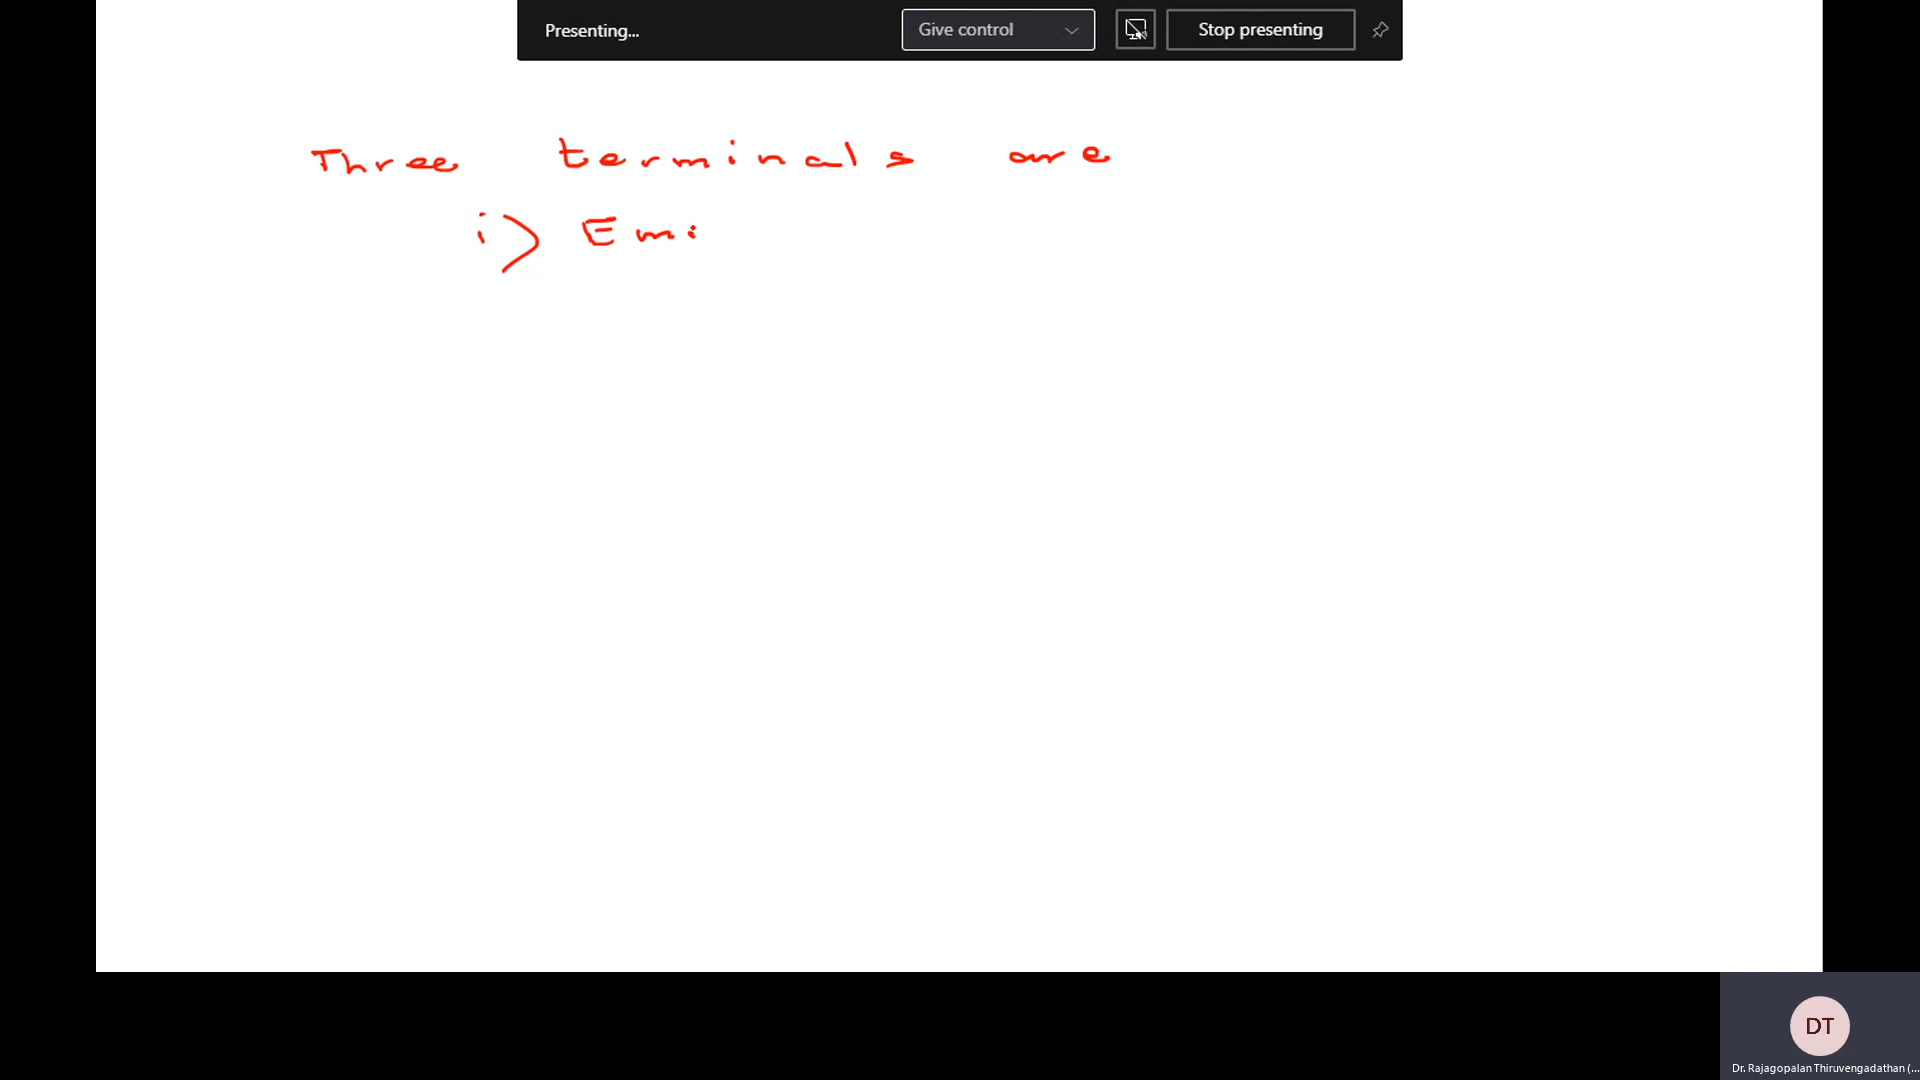 Presenting...
Give control
Stop presenting
Three terminals are
i) Emi
DT
Dr. Rajagopalan Thiruvengadathan (...